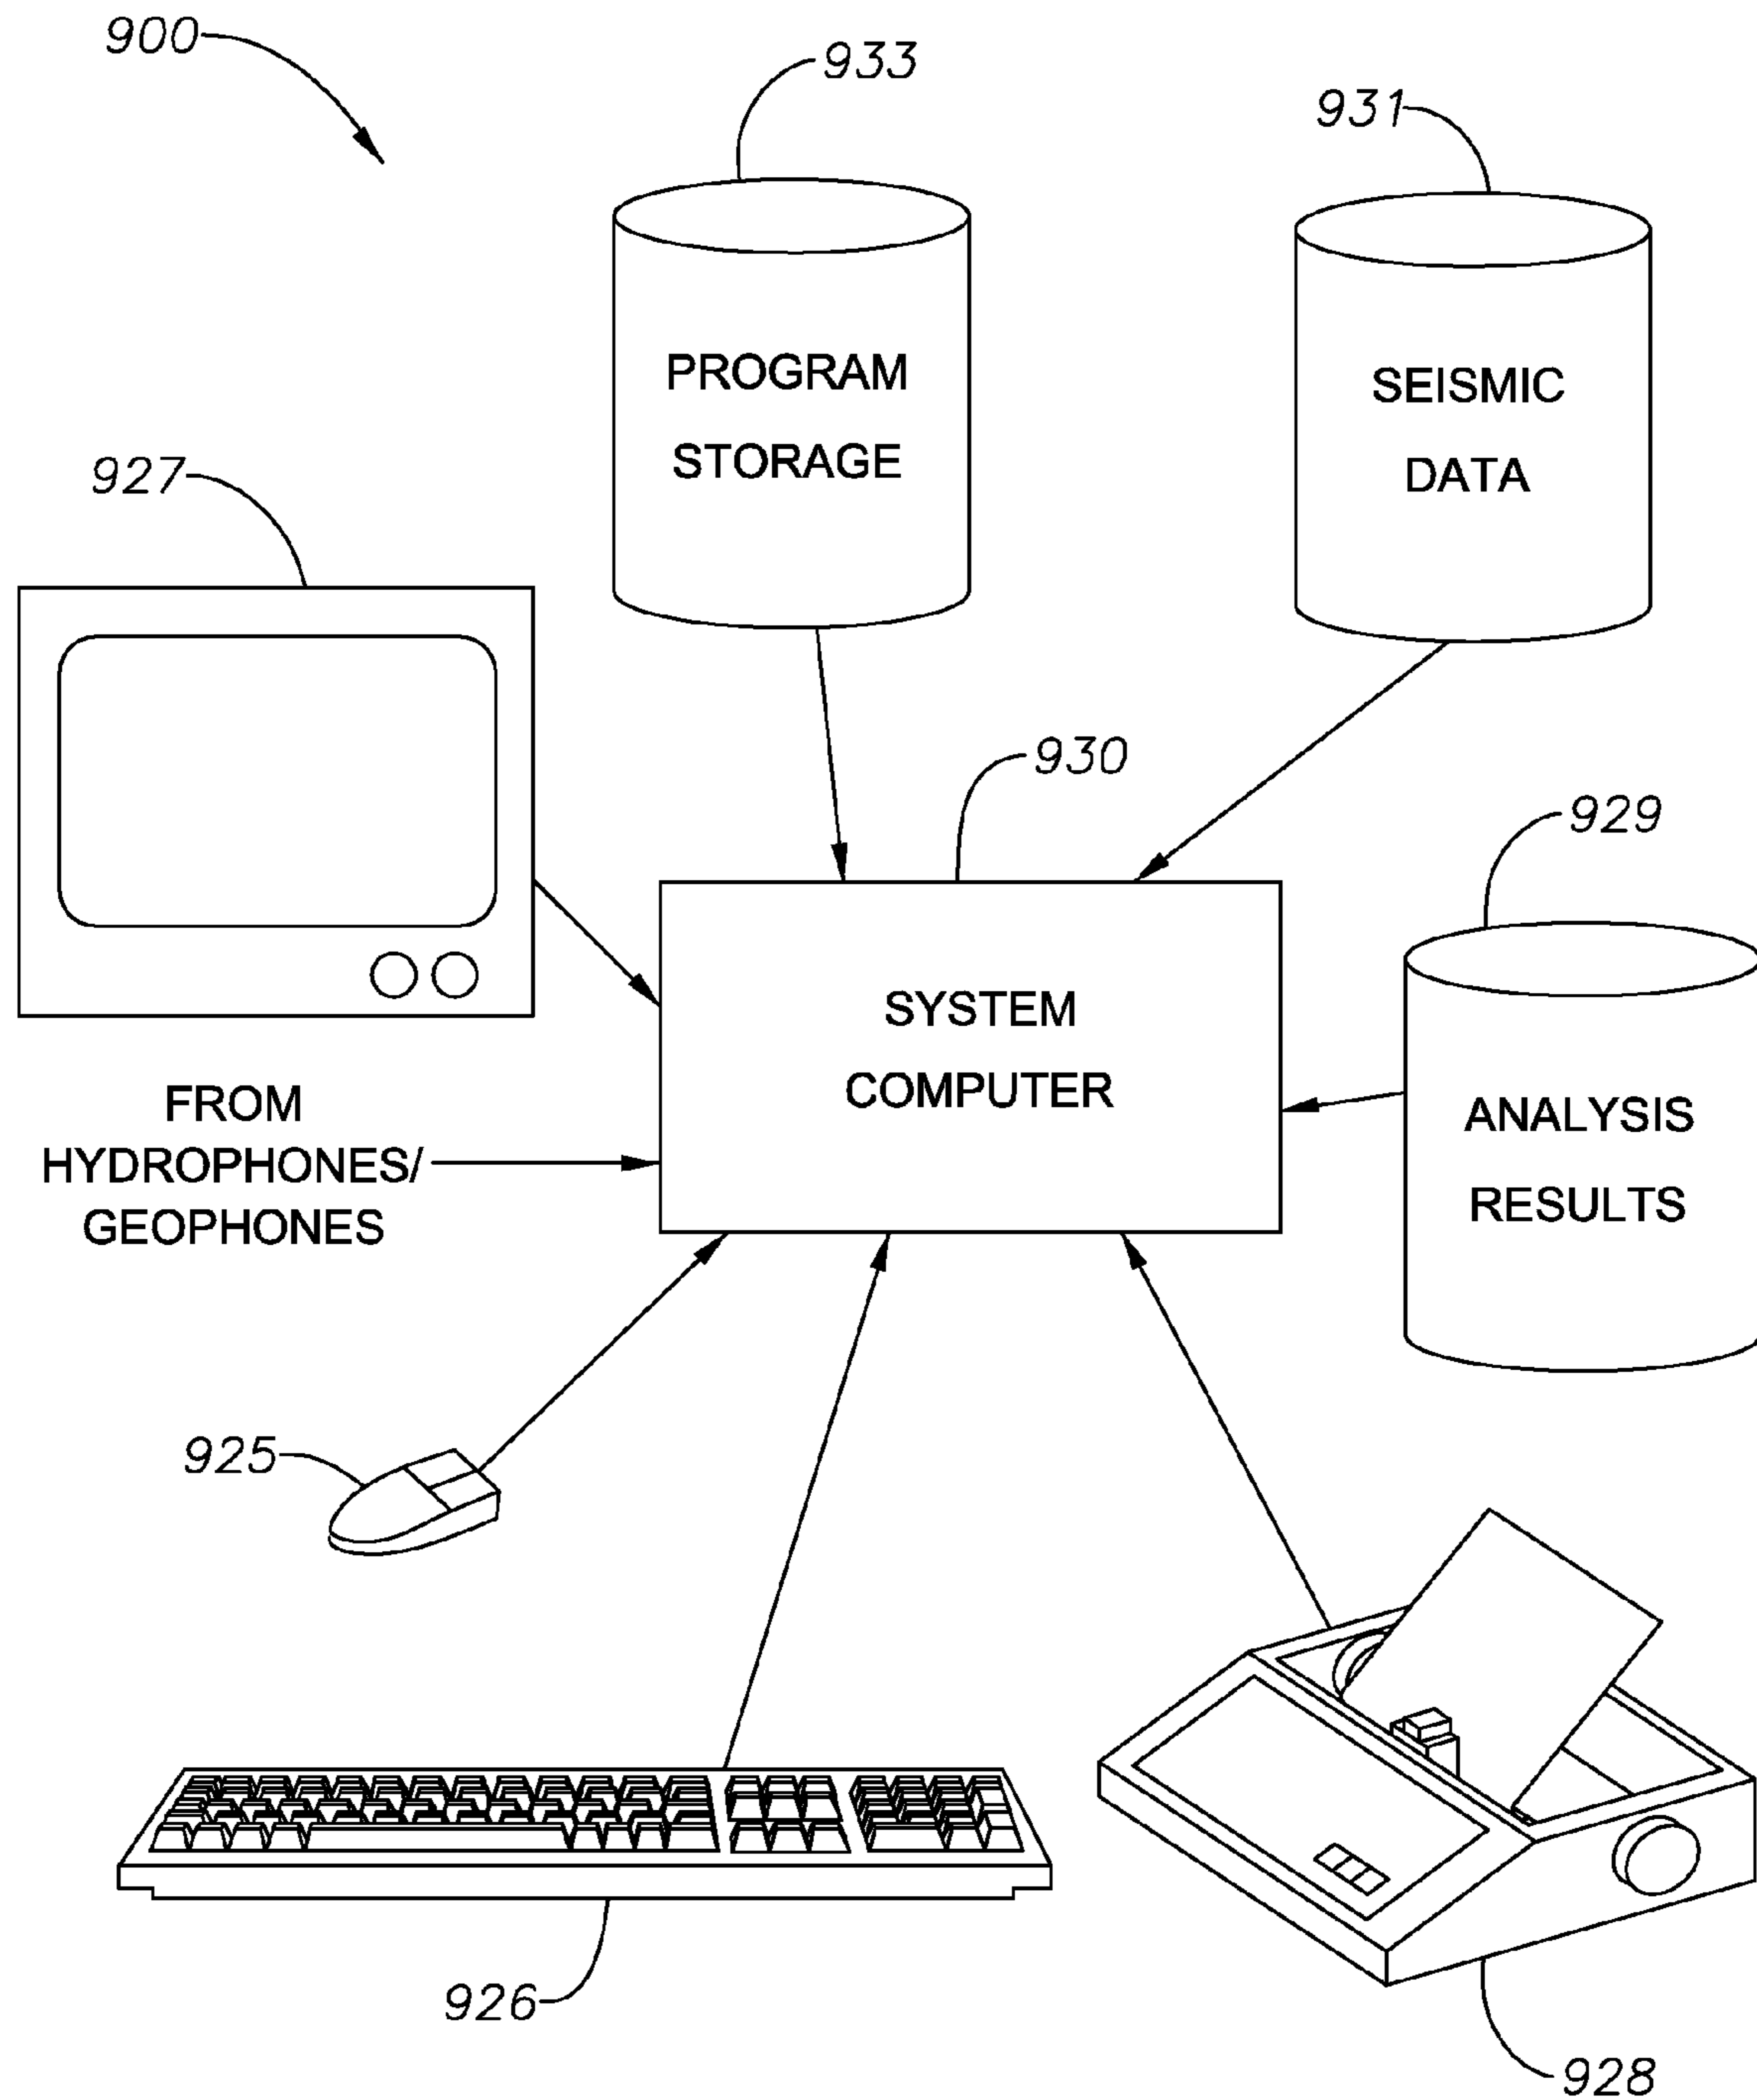 900
933
931
PROGRAM
STORAGE
SEISMIC
DATA
927
930
929
SYSTEM
COMPUTER
FROM
HYDROPHONES/
GEOPHONES
ANALYSIS
RESULTS
925
926
928